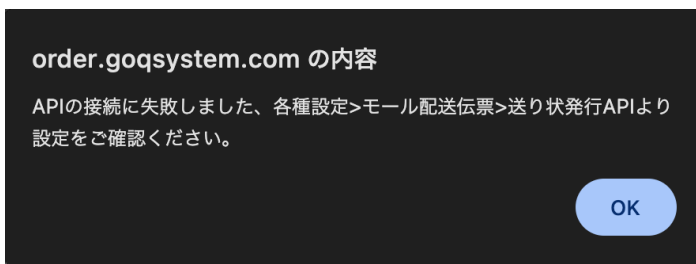 order.goqsystem.com の内容
APIの接続に失敗しました、各種設定>モール配送伝票>送り状発行APIより
設定をご確認ください。
OK